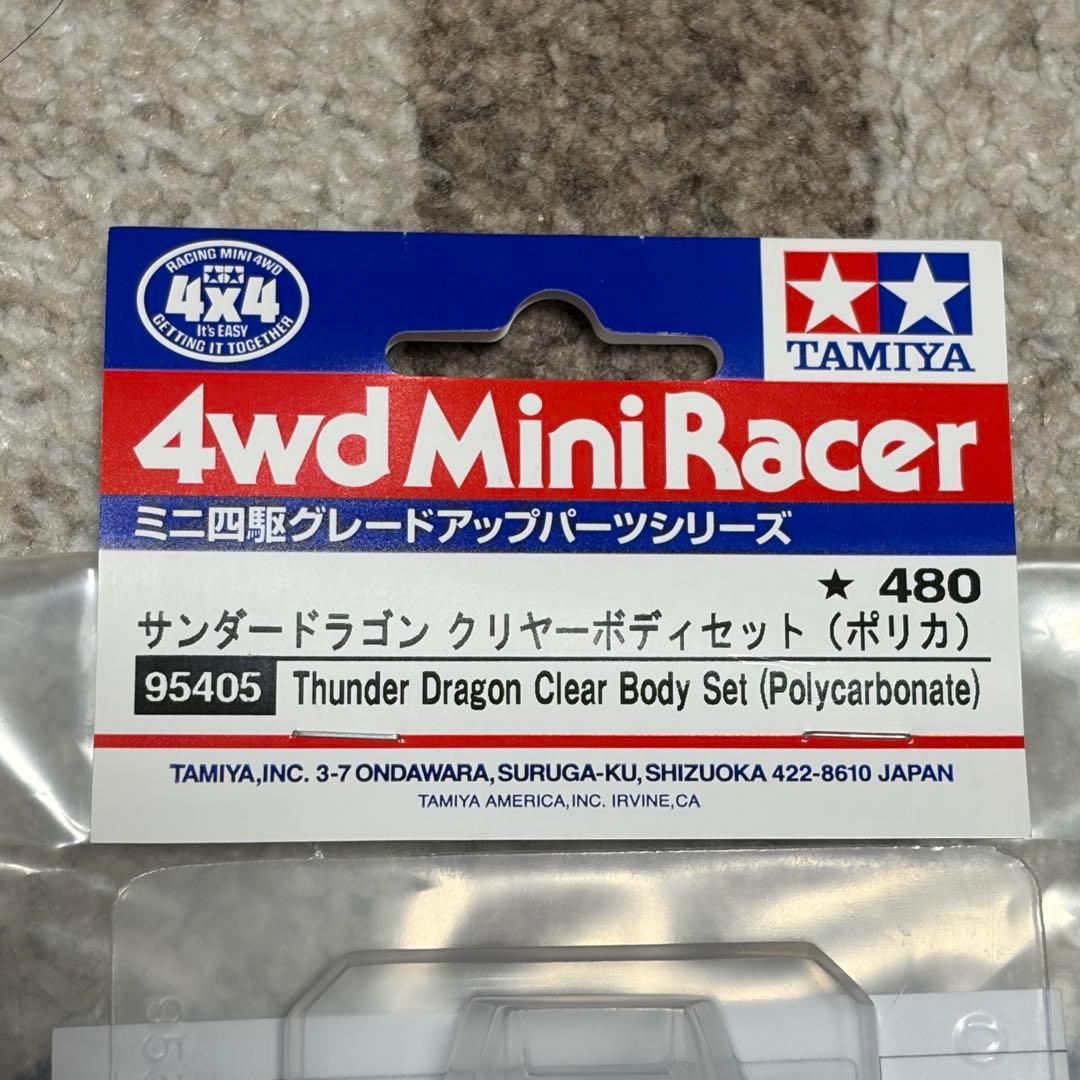 RACING MINI 4WD
4x4
It's EASY
GETTING IT TOGETHER
TAMIYA
4wd Mini Racer
ミニ四駆グレードアップパーツシリーズ
★ 480
サンダードラゴン クリヤーボディセット（ポリカ）
95405 Thunder Dragon Clear Body Set (Polycarbonate)
TAMIYA,INC. 3-7 ONDAWARA,SURUGA-KU,SHIZUOKA 422-8610 JAPAN
TAMIYA AMERICA,INC. IRVINE,CA